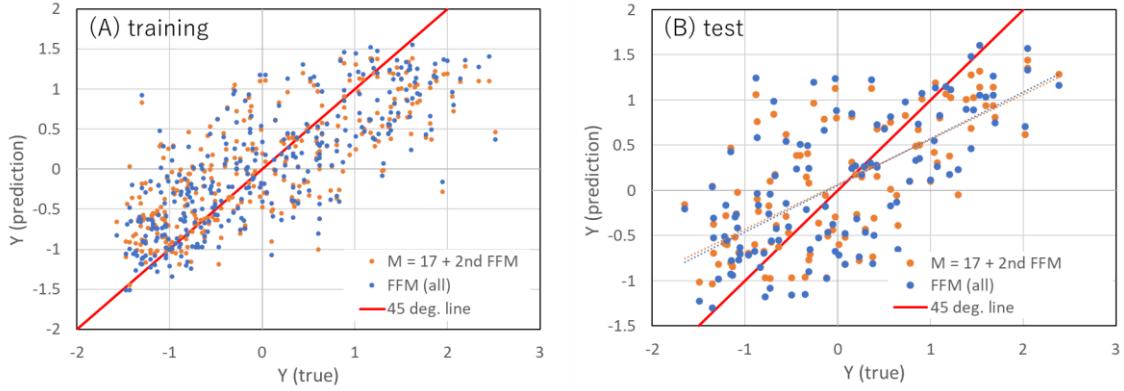 (A) training
2
1.5
1
0.5
0
-0.5
-1
-1.5
-2
Y (prediction)
-2 -1 0 1 2 3
Y (true)
M = 17 + 2nd FFM
FFM (all)
45 deg. line
(B) test
2
1.5
1
0.5
0
-0.5
-1
-1.5
Y (prediction)
-2 -1 0 1 2 3
Y (true)
M = 17 + 2nd FFM
FFM (all)
45 deg. line